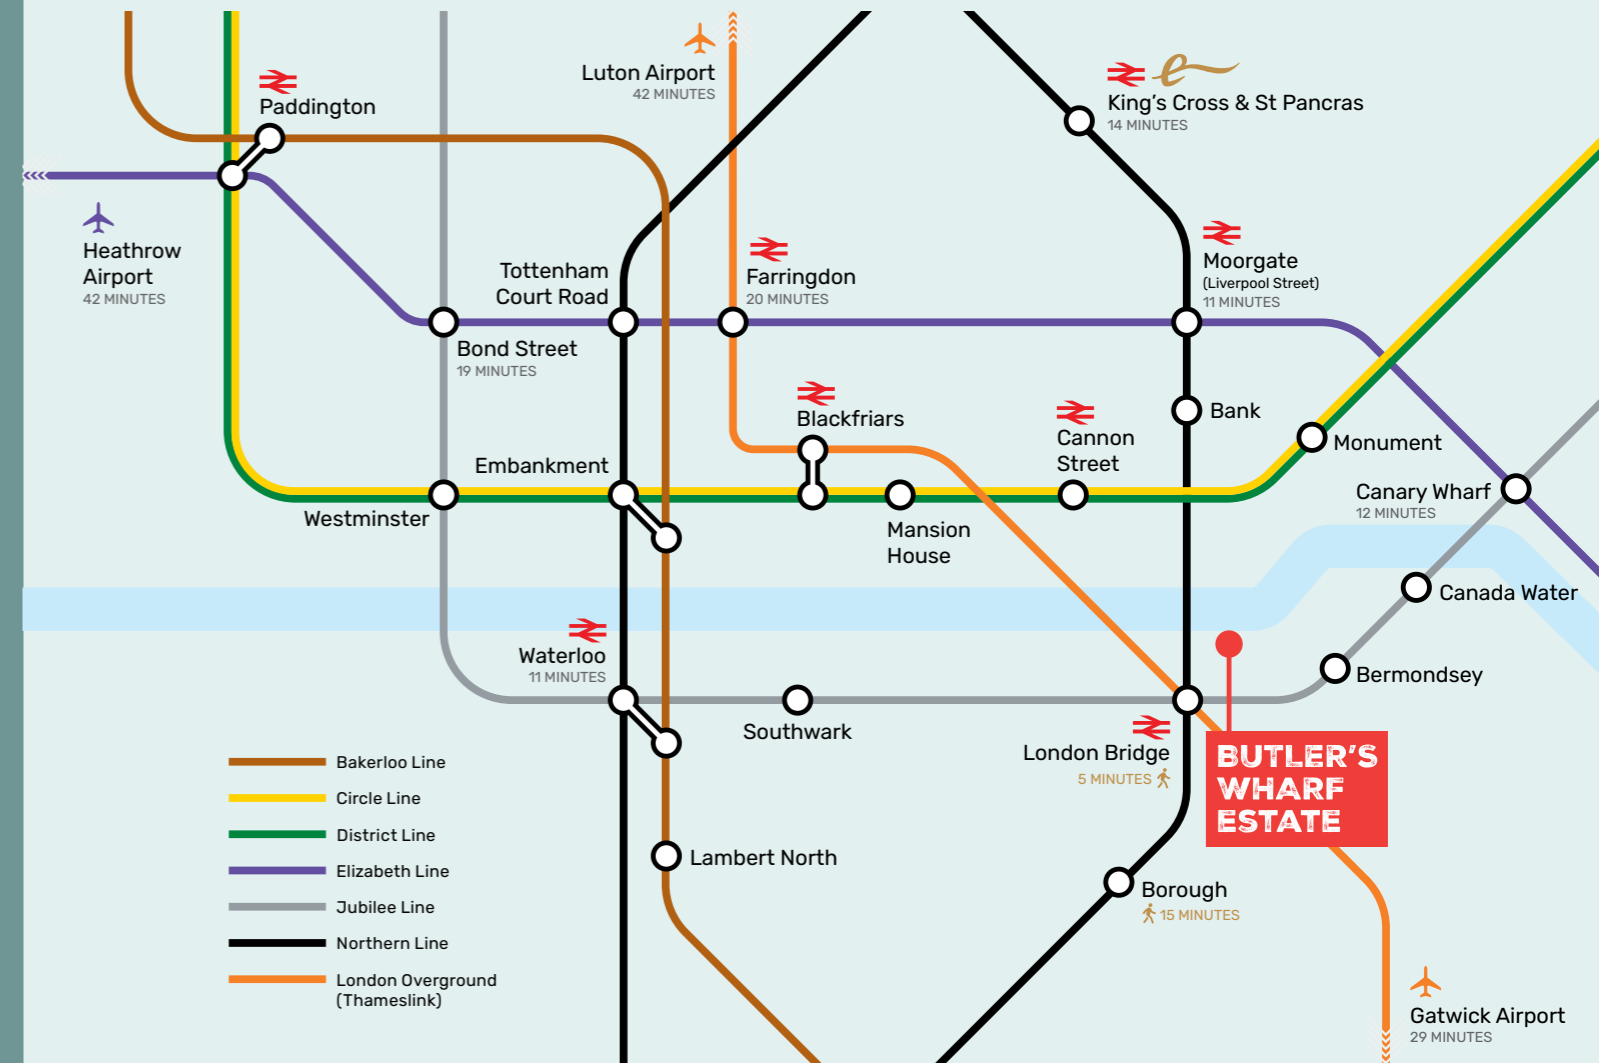 Luton Airport
42 MINUTES
e
King's Cross & St Pancras
14 MINUTES
Paddington
Heathrow
Airport
42 MINUTES
Tottenham
Court Road
Farringdon
20 MINUTES
Moorgate
(Liverpool Street)
11 MINUTES
Bond Street
19 MINUTES
Blackfriars
Cannon
Street
Bank
Monument
Embankment
Westminster
Mansion
House
Canary Wharf
12 MINUTES
Canada Water
Waterloo
11 MINUTES
Southwark
Bermondsey
London Bridge
5 MINUTES
BUTLER'S
WHARF
ESTATE
Lambert North
Borough
15 MINUTES
Bakerloo Line
Circle Line
District Line
Elizabeth Line
Jubilee Line
Northern Line
London Overground
(Thameslink)
Gatwick Airport
29 MINUTES